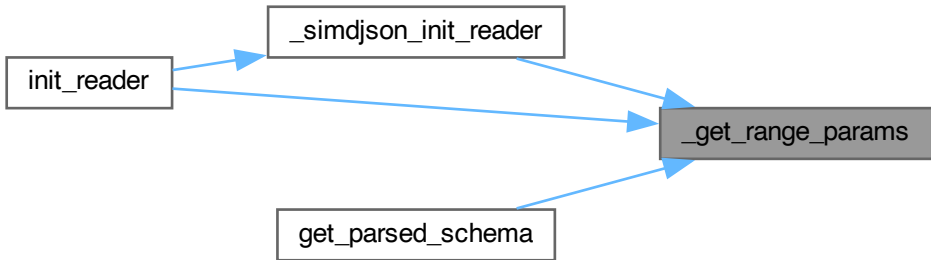 _simdjson_init_reader
init_reader
_get_range_params
get_parsed_schema